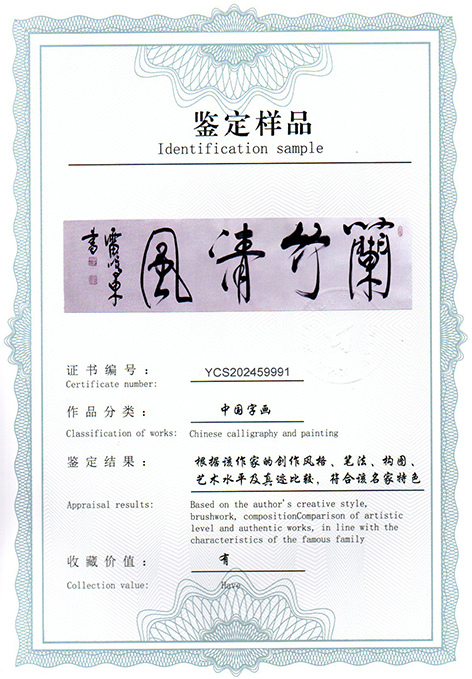 鉴定样品
Identification sample
蘭竹清風
雷鸣东
書
证书编号：
YCS202459991
Certificate number:
作品分类：
中国字画
Classification of works: Chinese calligraphy and painting
鉴定结果：
根据该作家的创作风格、笔法、构图、
艺术水平及真迹比较，符合该名家特色
Appraisal results:
Based on the author's creative style,
brushwork, compositionComparison of artistic
level and authentic works, in line with the
characteristics of the famous family
收藏价值：
有
Collection value:
Have